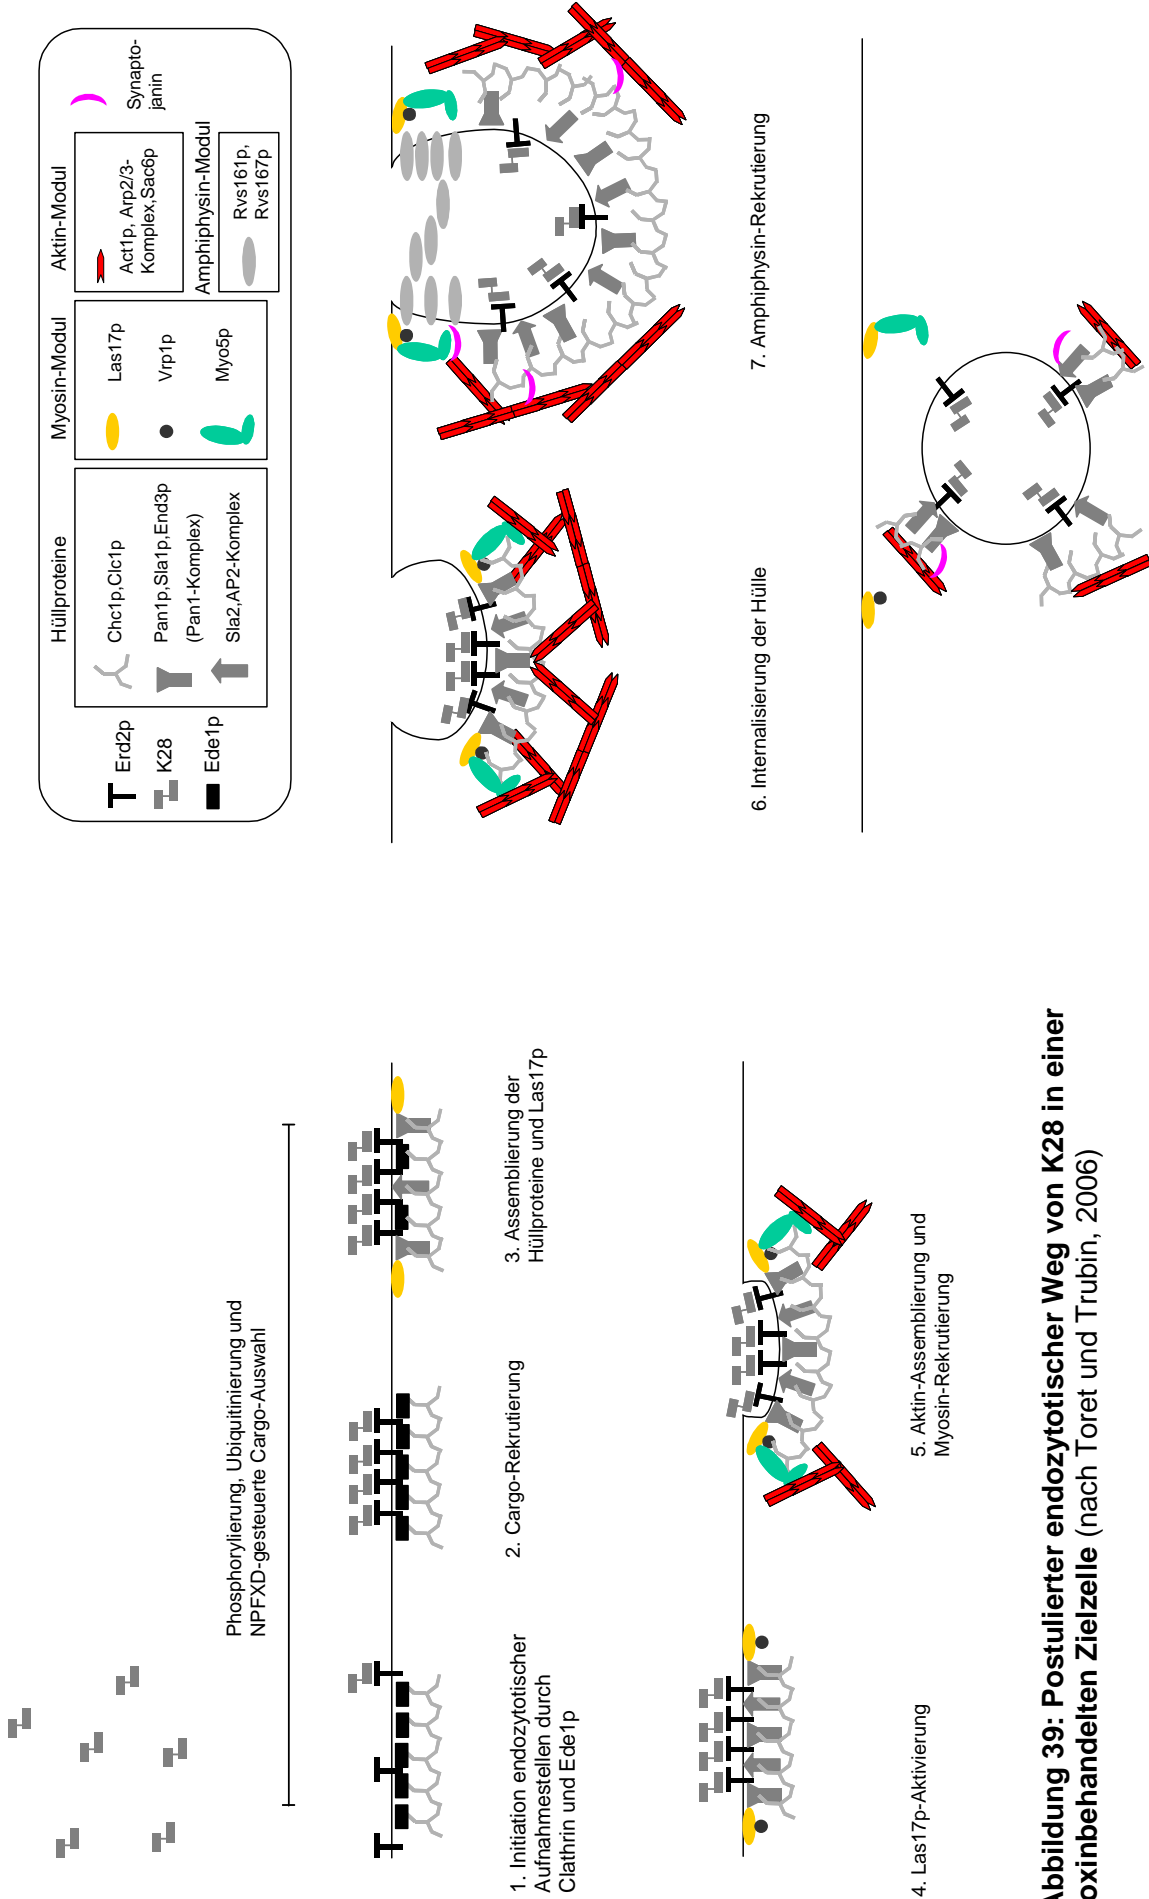 Phosphorylierung, Ubiquitinierung und
NPFXD-gesteuerte Cargo-Auswahl
1. Initiation endozytotischer
Aufnahmestellen durch
Clathrin und Ede1p
2. Cargo-Rekrutierung
3. Assemblierung der
Hüllproteine und Las17p
4. Las17p-Aktivierung
5. Aktin-Assemblierung und
Myosin-Rekrutierung
Erd2p
K28
Ede1p
Hüllproteine
Chc1p,Clc1p
Pan1p,Sla1p,End3p
(Pan1-Komplex)
Sla2,AP2-Komplex
Myosin-Modul
Las17p
Vrp1p
Myo5p
Aktin-Modul
Act1p, Arp2/3-
Komplex,Sac6p
Amphiphysin-Modul
Rvs161p,
Rvs167p
Synapto-
janin
6. Internalisierung der Hülle
7. Amphiphysin-Rekrutierung
Abbildung 39: Postulierter endozytotischer Weg von K28 in einer
oxinbehandelten Zielzelle (nach Toret und Trubin, 2006)